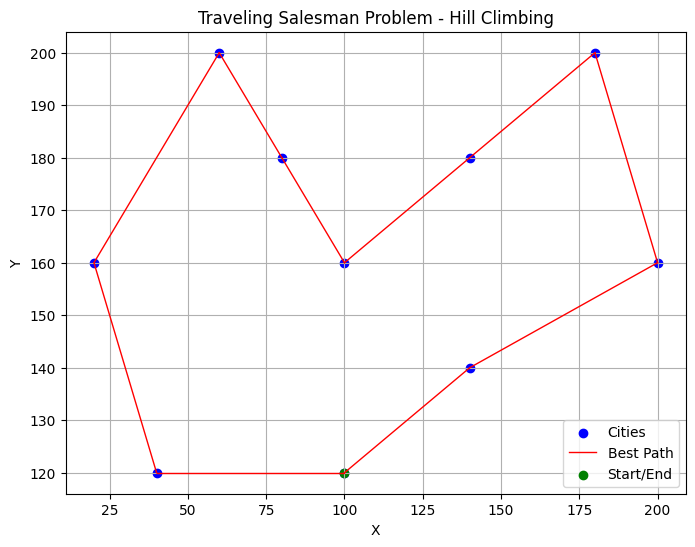 Traveling Salesman Problem - Hill Climbing
Y
200
190
180
170
160
150
140
130
120
Cities
Best Path
Start/End
25 50 75 100 125 150 175 200
X